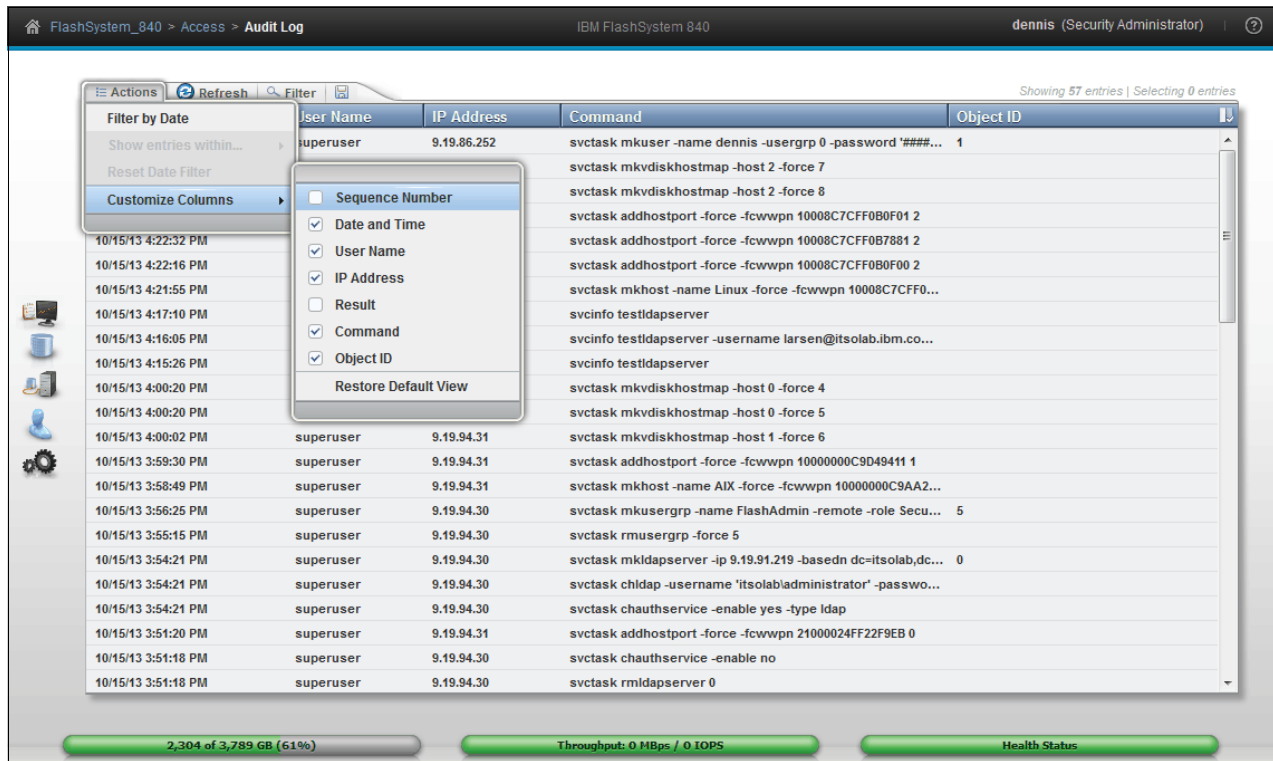 FlashSystem_840 > Access > Audit Log
IBM FlashSystem 840
dennis (Security Administrator)
Actions Refresh Filter
Showing 57 entries | Selecting 0 entries
Filter by Date
Show entries within...
Reset Date Filter
Customize Columns
Sequence Number
Date and Time
User Name
IP Address
Result
Command
Object ID
Restore Default View
User Name IP Address Command Object ID
superuser 9.19.86.252 svctask mkuser -name dennis -usergrp 0 -password '####... 1
svctask mkvdiskhostmap -host 2 -force 7
svctask mkvdiskhostmap -host 2 -force 8
svctask addhostport -force -fcwwpn 10008C7CFF0B0F01 2
10/15/13 4:22:32 PM svctask addhostport -force -fcwwpn 10008C7CFF0B7881 2
10/15/13 4:22:16 PM svctask addhostport -force -fcwwpn 10008C7CFF0B0F00 2
10/15/13 4:21:55 PM svctask mkhost -name Linux -force -fcwwpn 10008C7CFF0...
10/15/13 4:17:10 PM svcinfo testldapserver
10/15/13 4:16:05 PM svcinfo testldapserver -username larsen@itsolab.ibm.co...
10/15/13 4:15:26 PM svcinfo testldapserver
10/15/13 4:00:20 PM svctask mkvdiskhostmap -host 0 -force 4
10/15/13 4:00:20 PM svctask mkvdiskhostmap -host 0 -force 5
10/15/13 4:00:02 PM superuser 9.19.94.31 svctask mkvdiskhostmap -host 1 -force 6
10/15/13 3:59:30 PM superuser 9.19.94.31 svctask addhostport -force -fcwwpn 10000000C9D49411 1
10/15/13 3:58:49 PM superuser 9.19.94.31 svctask mkhost -name AIX -force -fcwwpn 10000000C9AA2...
10/15/13 3:56:25 PM superuser 9.19.94.30 svctask mkusergrp -name FlashAdmin -remote -role Secu... 5
10/15/13 3:55:15 PM superuser 9.19.94.30 svctask rmusergrp -force 5
10/15/13 3:54:21 PM superuser 9.19.94.30 svctask mkldapserver -ip 9.19.91.219 -basedn dc=itsolab,dc... 0
10/15/13 3:54:21 PM superuser 9.19.94.30 svctask chldap -username 'itsolab\administrator' -passwo...
10/15/13 3:54:21 PM superuser 9.19.94.30 svctask chauthservice -enable yes -type ldap
10/15/13 3:51:20 PM superuser 9.19.94.31 svctask addhostport -force -fcwwpn 21000024FF22F9EB 0
10/15/13 3:51:18 PM superuser 9.19.94.30 svctask chauthservice -enable no
10/15/13 3:51:18 PM superuser 9.19.94.30 svctask rmldapserver 0
2,304 of 3,789 GB (61%)
Throughput: 0 MBps / 0 IOPS
Health Status